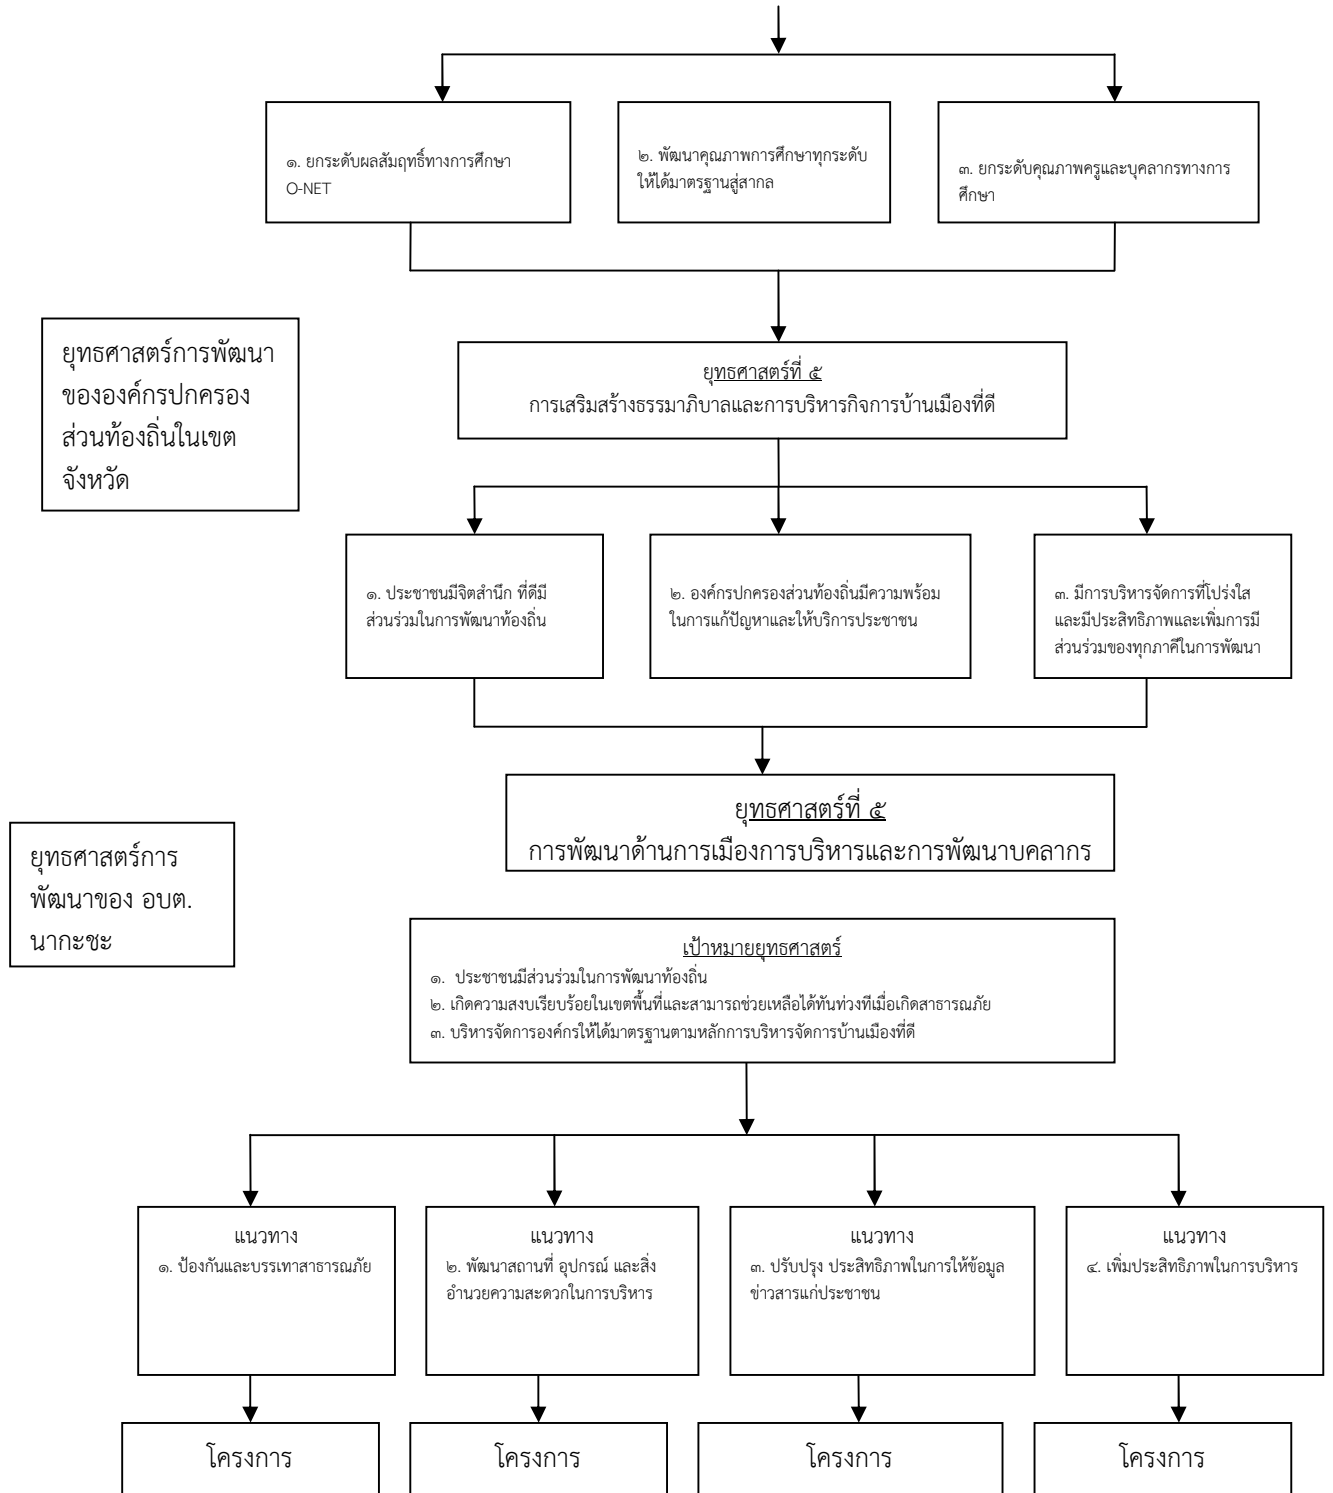 ๑. ยกระดับผลสัมฤทธิ์ทางการศึกษา
O-NET
๒. พัฒนาคุณภาพการศึกษาทุกระดับ
ให้ได้มาตรฐานสู่สากล
๓. ยกระดับคุณภาพครูและบุคลากรทางการ
ศึกษา
ยุทธศาสตร์การพัฒนา
ขององค์กรปกครอง
ส่วนท้องถิ่นในเขต
จังหวัด
ยุทธศาสตร์ที่ ๕
การเสริมสร้างธรรมาภิบาลและการบริหารกิจการบ้านเมืองที่ดี
๑. ประชาชนมีจิตสำนึก ที่ดีมี
ส่วนร่วมในการพัฒนาท้องถิ่น
๒. องค์กรปกครองส่วนท้องถิ่นมีความพร้อม
ในการแก้ปัญหาและให้บริการประชาชน
๓. มีการบริหารจัดการที่โปร่งใส
และมีประสิทธิภาพและเพิ่มการมี
ส่วนร่วมของทุกภาคีในการพัฒนา
ยุทธศาสตร์ที่ ๕
การพัฒนาด้านการเมืองการบริหารและการพัฒนาบคลากร
ยุทธศาสตร์การ
พัฒนาของ อบต.
นากะชะ
เป้าหมายยุทธศาสตร์
๑. ประชาชนมีส่วนร่วมในการพัฒนาท้องถิ่น
๒. เกิดความสงบเรียบร้อยในเขตพื้นที่และสามารถช่วยเหลือได้ทันท่วงทีเมื่อเกิดสาธารณภัย
๓. บริหารจัดการองค์กรให้ได้มาตรฐานตามหลักการบริหารจัดการบ้านเมืองที่ดี
แนวทาง
๑. ป้องกันและบรรเทาสาธารณภัย
แนวทาง
๒. พัฒนาสถานที่ อุปกรณ์ และสิ่ง
อำนวยความสะดวกในการบริหาร
แนวทาง
๓. ปรับปรุง ประสิทธิภาพในการให้ข้อมูล
ข่าวสารแก่ประชาชน
แนวทาง
๔. เพิ่มประสิทธิภาพในการบริหาร
โครงการ
โครงการ
โครงการ
โครงการ